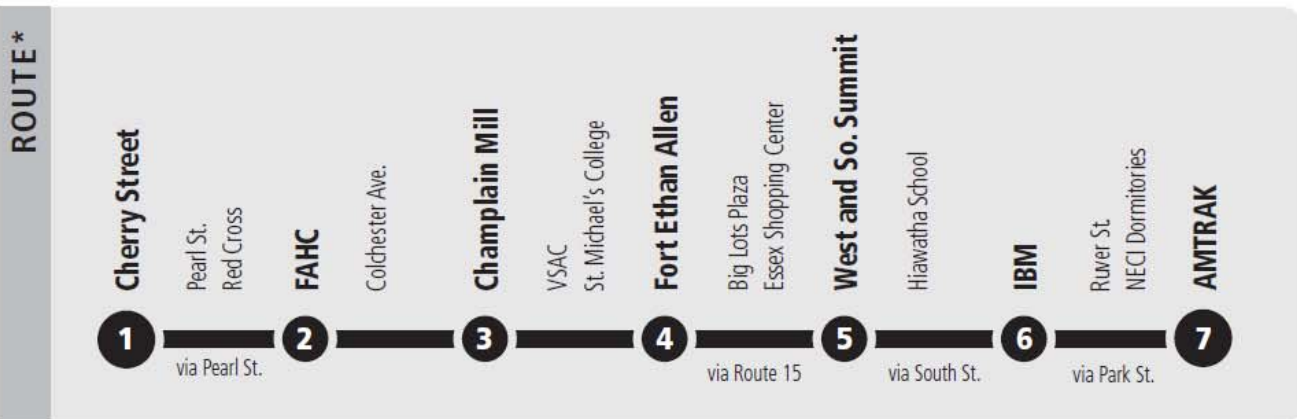 ROUTE*
Cherry Street
Pearl St.
Red Cross
FAHC
Colchester Ave.
Champlain Mill
VSAC
St. Michael's College
Fort Ethan Allen
Big Lots Plaza
Essex Shopping Center
West and So. Summit
Hiawatha School
IBM
Ruver St.
NECI Dormitories
AMTRAK
1
2
3
4
5
6
7
via Pearl St.
via Route 15
via South St.
via Park St.